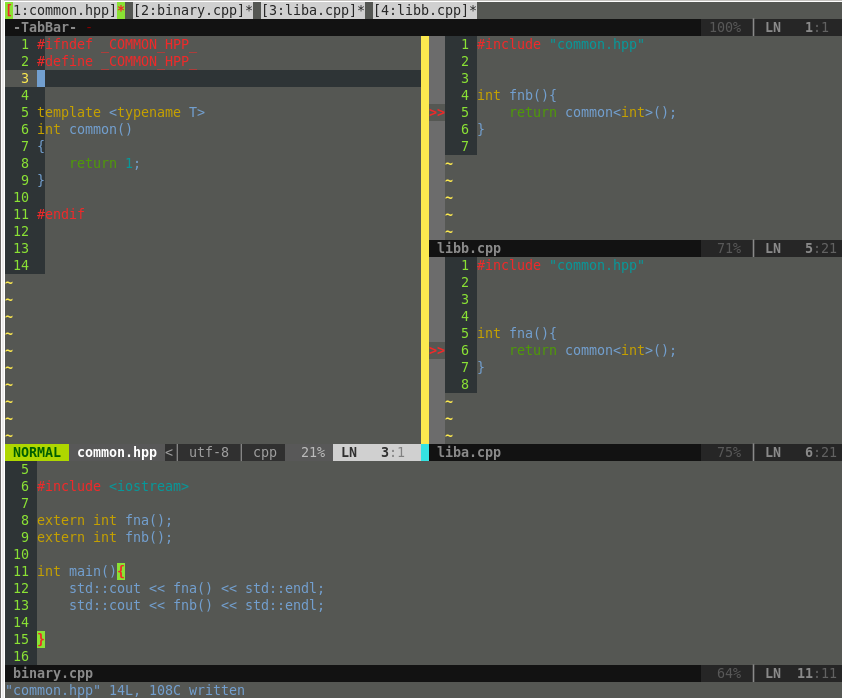 [1:common.hpp]* [2:binary.cpp]* [3:liba.cpp]* [4:libb.cpp]*
-TabBar- - 100% | LN 1:1
1 #ifndef _COMMON_HPP_
2 #define _COMMON_HPP_
3
4
5 template <typename T>
6 int common()
7 {
8 return 1;
9 }
10
11 #endif
12
13
14
~
~
~
~
~
~
~
~
~
~
NORMAL common.hpp <| utf-8 | cpp 21% LN 3:1
1 #include "common.hpp"
2
3
4 int fnb(){
>> 5 return common<int>();
6 }
7
~
~
~
~
~
libb.cpp 71% | LN 5:21
1 #include "common.hpp"
2
3
4
5 int fna(){
>> 6 return common<int>();
7 }
8
~
~
~
liba.cpp 75% | LN 6:21
5
6 #include <iostream>
7
8 extern int fna();
9 extern int fnb();
10
11 int main(){
12 std::cout << fna() << std::endl;
13 std::cout << fnb() << std::endl;
14
15 }
16
binary.cpp 64% | LN 11:11
"common.hpp" 14L, 108C written